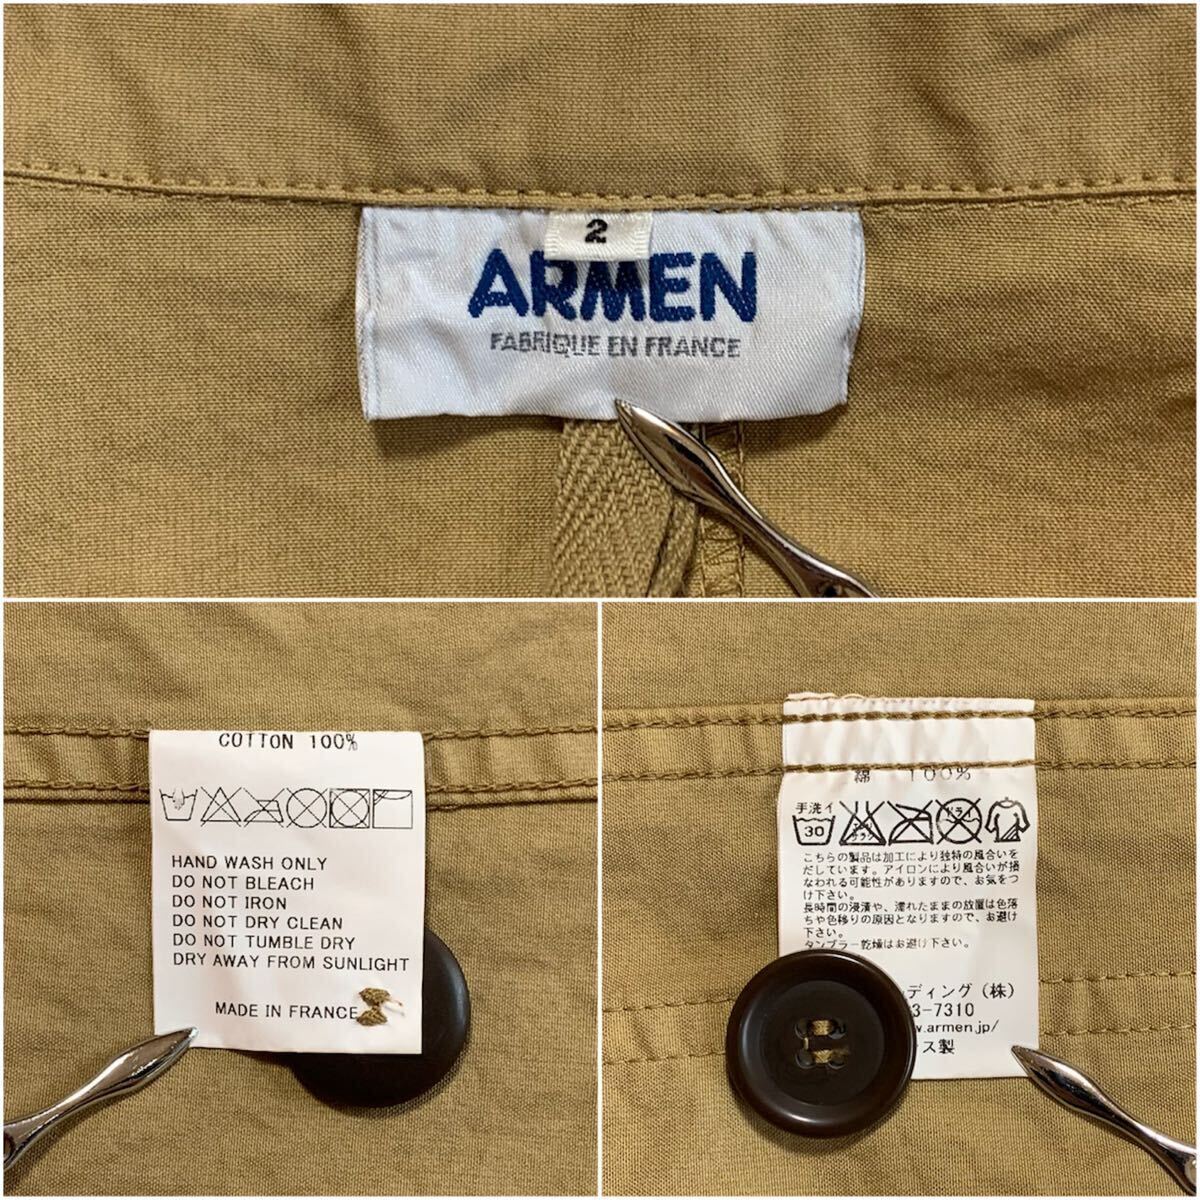 2
ARMEN
FABRIQUE EN FRANCE
COTTON 100%
HAND WASH ONLY
DO NOT BLEACH
DO NOT IRON
DO NOT DRY CLEAN
DO NOT TUMBLE DRY
DRY AWAY FROM SUNLIGHT
MADE IN FRANCE
綿 100%
手洗イ
30
こちらの製品は加工により独特の風合いを
だしています。アイロンにより風合いが損
なわれる可能性がありますので、お気をつ
け下さい。
長時間の浸漬や、濡れたままの放置は色落
ちや色移りの原因となりますので、お避け
下さい。
タンブラー乾燥はお避け下さい。
ディング(株)
3-7310
w.armen.jp/
ス製